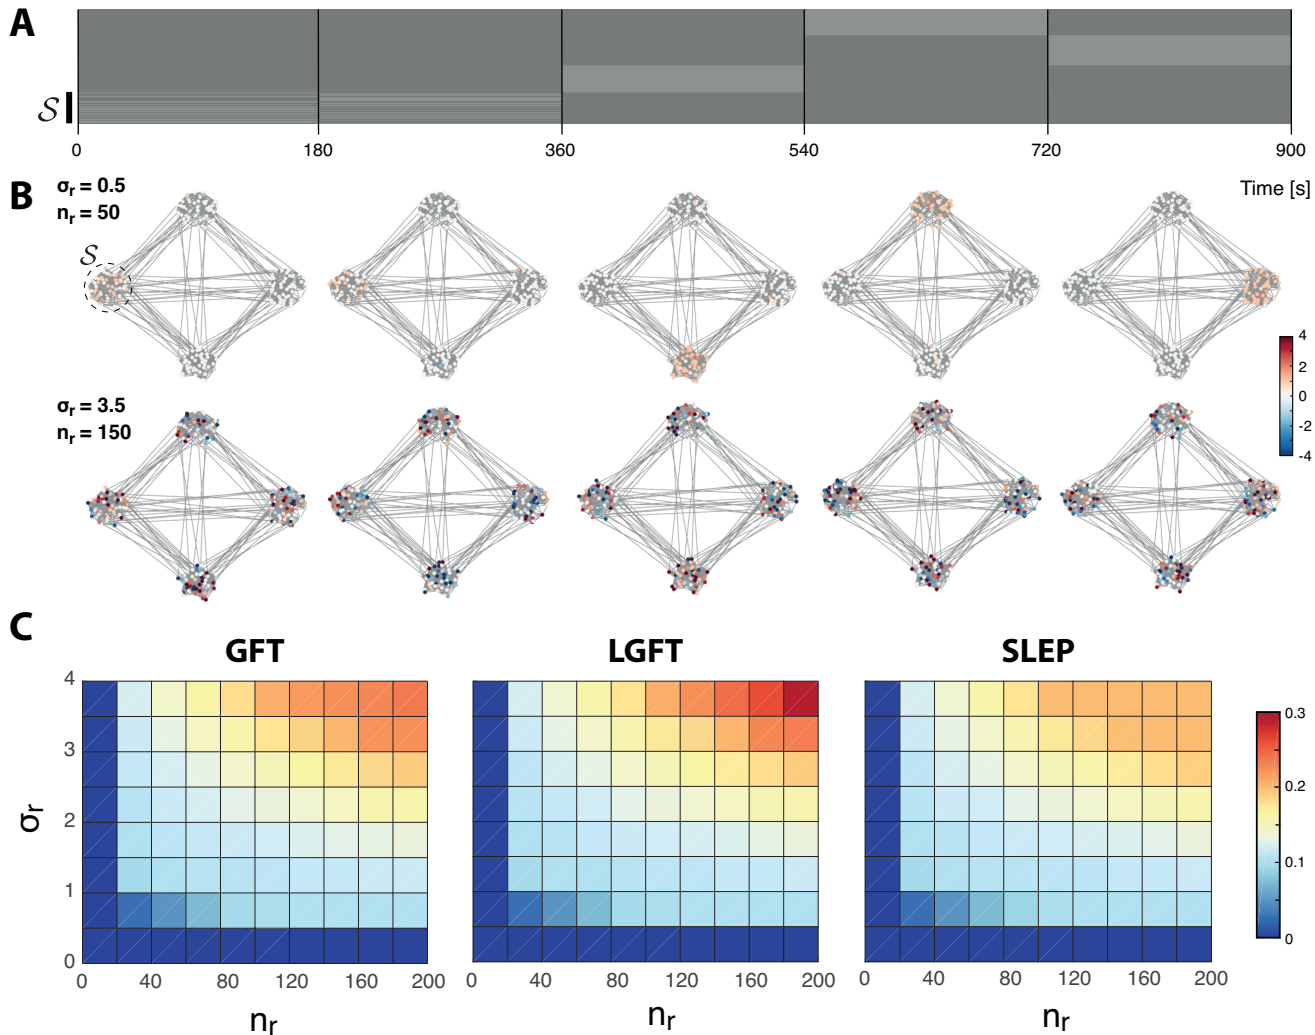 A
S
0 180 360 540 720 900
Time [s]
B
σr = 0.5
nr = 50
S
4
2
0
-2
-4
σr = 3.5
nr = 150
C
GFT LGFT SLEP
4
3
2
1
0
σr
0 40 80 120 160 200
nr
0 40 80 120 160 200
nr
0 40 80 120 160 200
nr
0.3
0.2
0.1
0